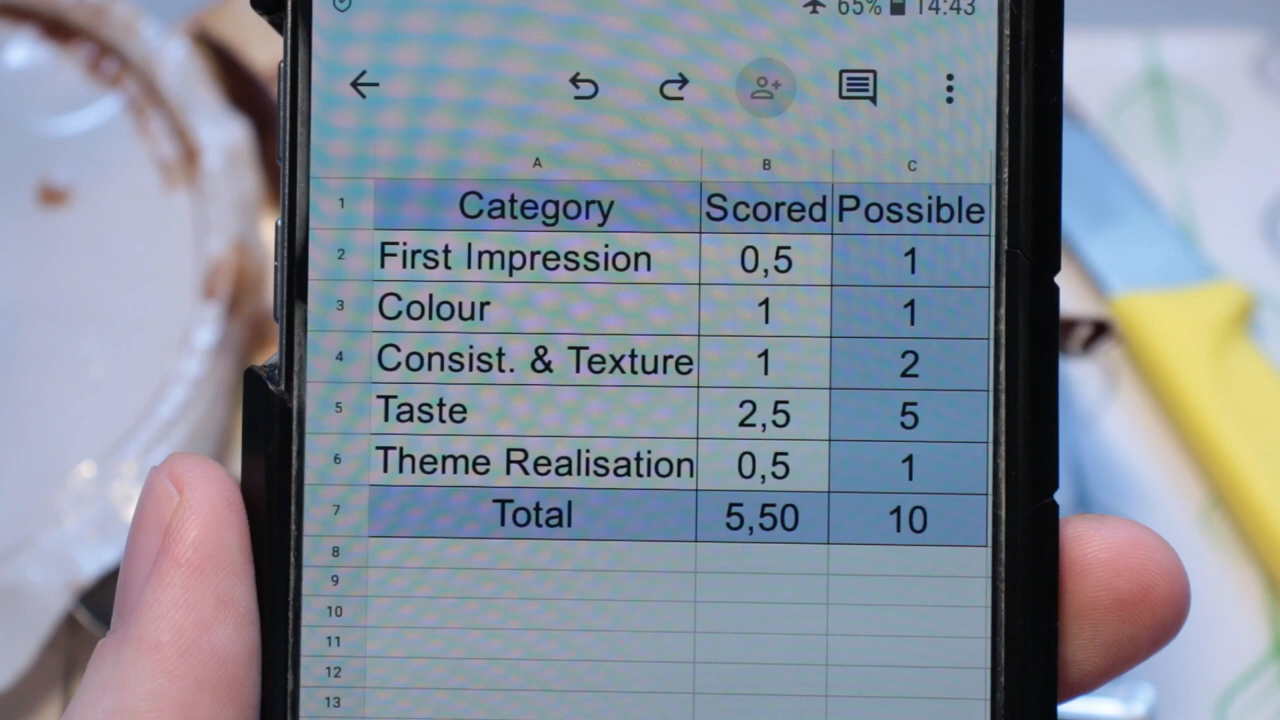 65% 14:43
A B C
1 Category Scored Possible
2 First Impression 0,5 1
3 Colour 1 1
4 Consist. & Texture 1 2
5 Taste 2,5 5
6 Theme Realisation 0,5 1
7 Total 5,50 10
8
9
10
11
12
13